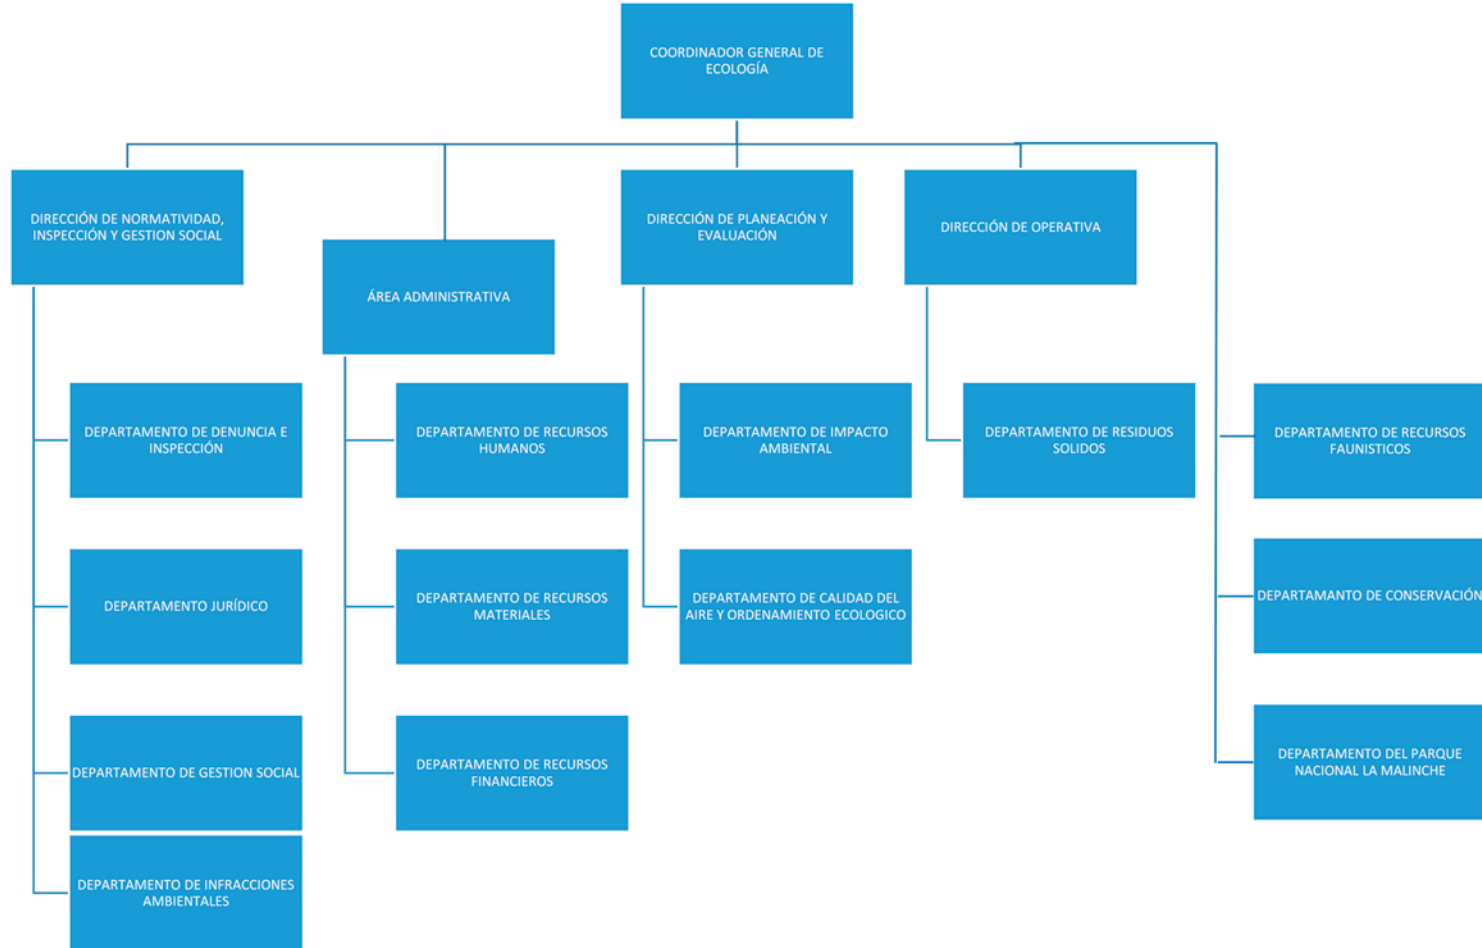 COORDINADOR GENERAL DE
ECOLOGÍA
DIRECCIÓN DE NORMATIVIDAD,
INSPECCIÓN Y GESTION SOCIAL
ÁREA ADMINISTRATIVA
DIRECCIÓN DE PLANEACIÓN Y
EVALUACIÓN
DIRECCIÓN DE OPERATIVA
DEPARTAMENTO DE DENUNCIA E
INSPECCIÓN
DEPARTAMENTO DE RECURSOS
HUMANOS
DEPARTAMENTO DE IMPACTO
AMBIENTAL
DEPARTAMENTO DE RESIDUOS
SOLIDOS
DEPARTAMENTO DE RECURSOS
FAUNISTICOS
DEPARTAMENTO JURÍDICO
DEPARTAMENTO DE RECURSOS
MATERIALES
DEPARTAMENTO DE CALIDAD DEL
AIRE Y ORDENAMIENTO ECOLOGICO
DEPARTAMANTO DE CONSERVACIÓN
DEPARTAMENTO DE GESTION SOCIAL
DEPARTAMENTO DE RECURSOS
FINANCIEROS
DEPARTAMENTO DEL PARQUE
NACIONAL LA MALINCHE
DEPARTAMENTO DE INFRACCIONES
AMBIENTALES